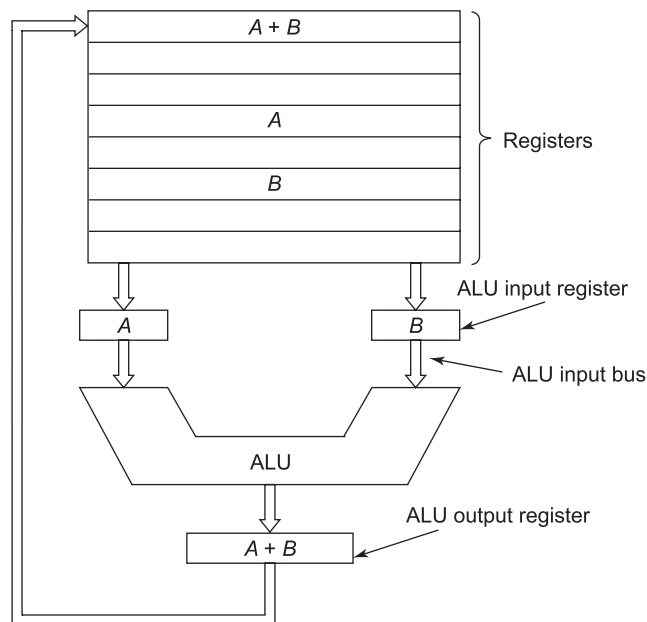 A + B
A
Registers
B
ALU input register
A
B
ALU input bus
ALU
ALU output register
A + B